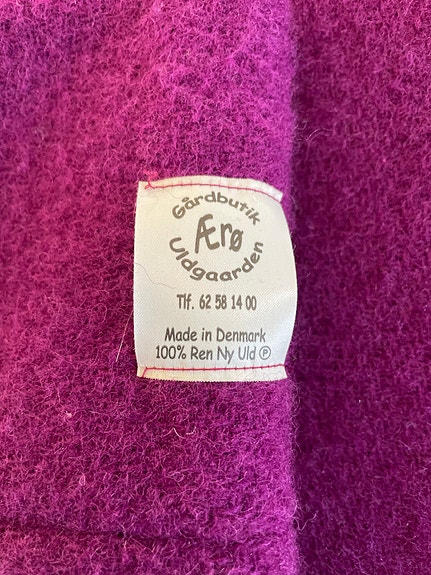 Gårdbutik
Ærø
Uldgaarden
Tlf. 62 58 14 00
Made in Denmark
100% Ren Ny Uld Ⓟ